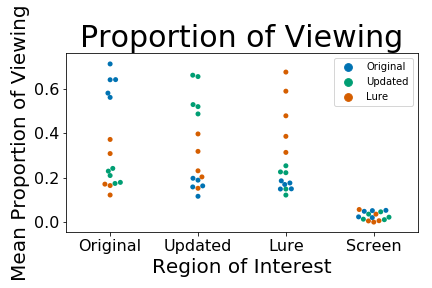 Proportion of Viewing
Mean Proportion of Viewing
0.6
0.4
0.2
0.0
Original
Updated
Lure
Original
Updated
Lure
Screen
Region of Interest